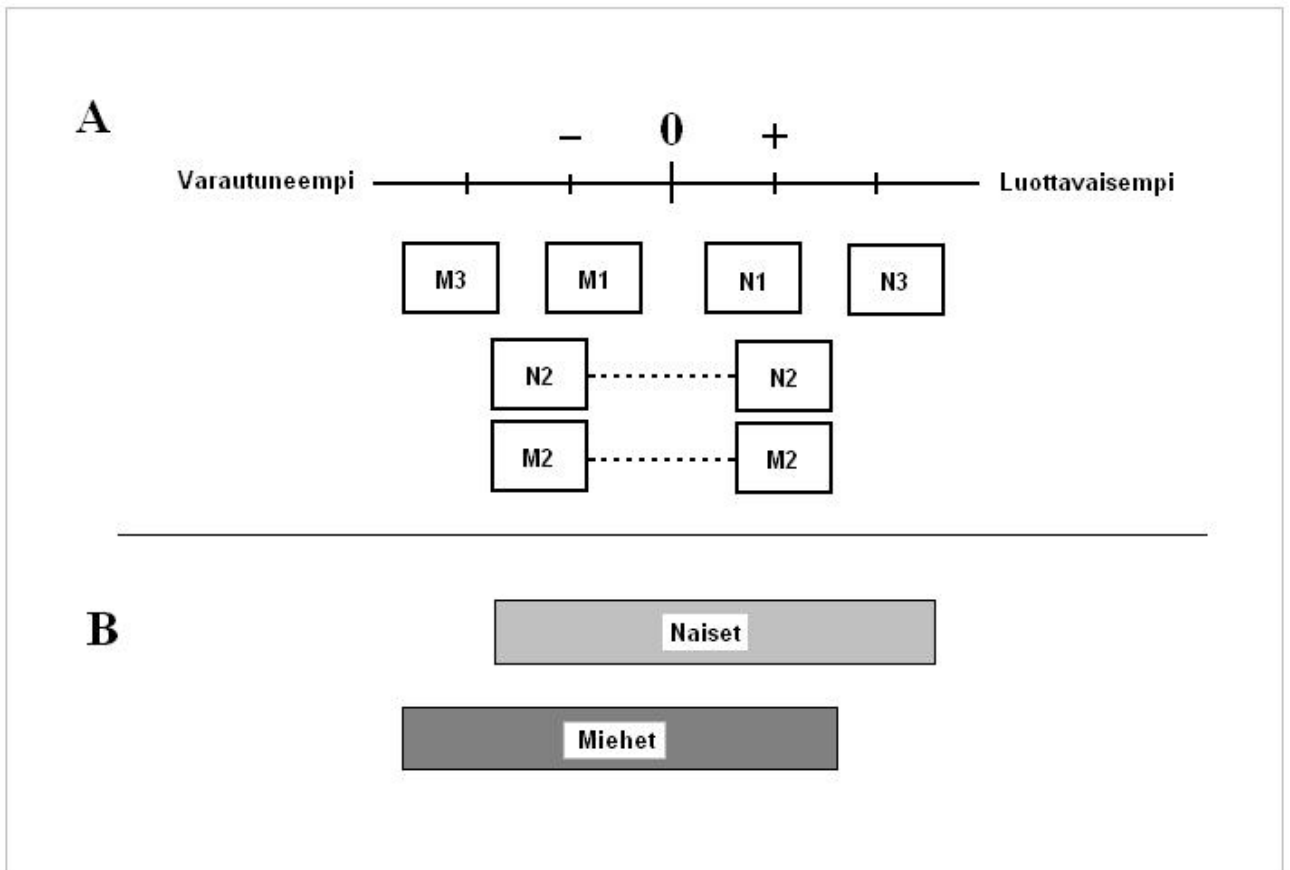 A
− 0 +
Varautuneempi Luottavaisempi
M3 M1 N1 N3
N2 N2
M2 M2
B
Naiset
Miehet